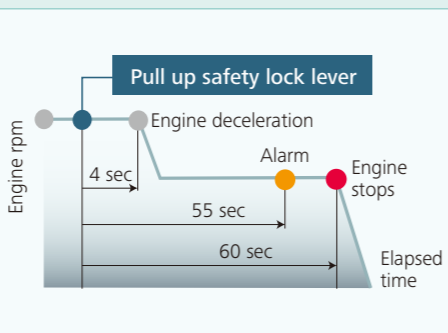 Pull up safety lock lever
Engine rpm
Engine deceleration
4 sec
Alarm
Engine
stops
55 sec
60 sec
Elapsed
time